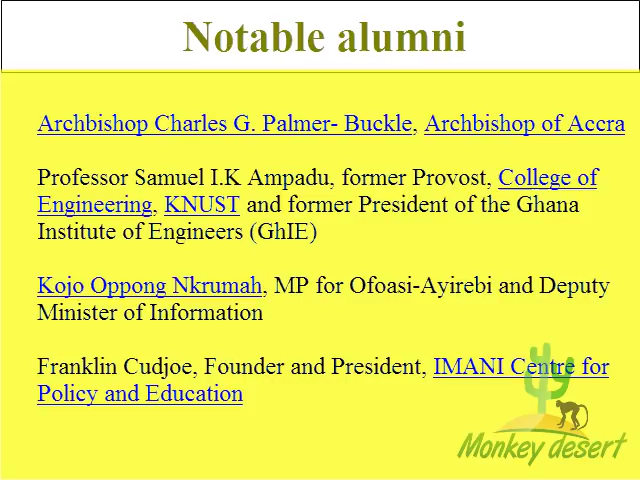 Notable alumni
Archbishop Charles G. Palmer- Buckle, Archbishop of Accra
Professor Samuel I.K Ampadu, former Provost, College of
Engineering, KNUST and former President of the Ghana
Institute of Engineers (GhIE)
Kojo Oppong Nkrumah, MP for Ofoasi-Ayirebi and Deputy
Minister of Information
Franklin Cudjoe, Founder and President, IMANI Centre for
Policy and Education
Monkey desert